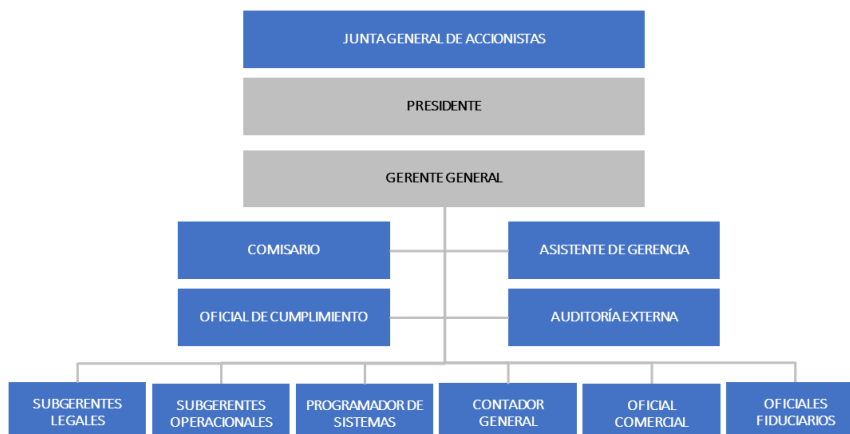 JUNTA GENERAL DE ACCIONISTAS
PRESIDENTE
GERENTE GENERAL
COMISARIO
ASISTENTE DE GERENCIA
OFICIAL DE CUMPLIMIENTO
AUDITORÍA EXTERNA
SUBGERENTES
LEGALES
SUBGERENTES
OPERACIONALES
PROGRAMADOR DE
SISTEMAS
CONTADOR
GENERAL
OFICIAL
COMERCIAL
OFICIALES
FIDUCIARIOS